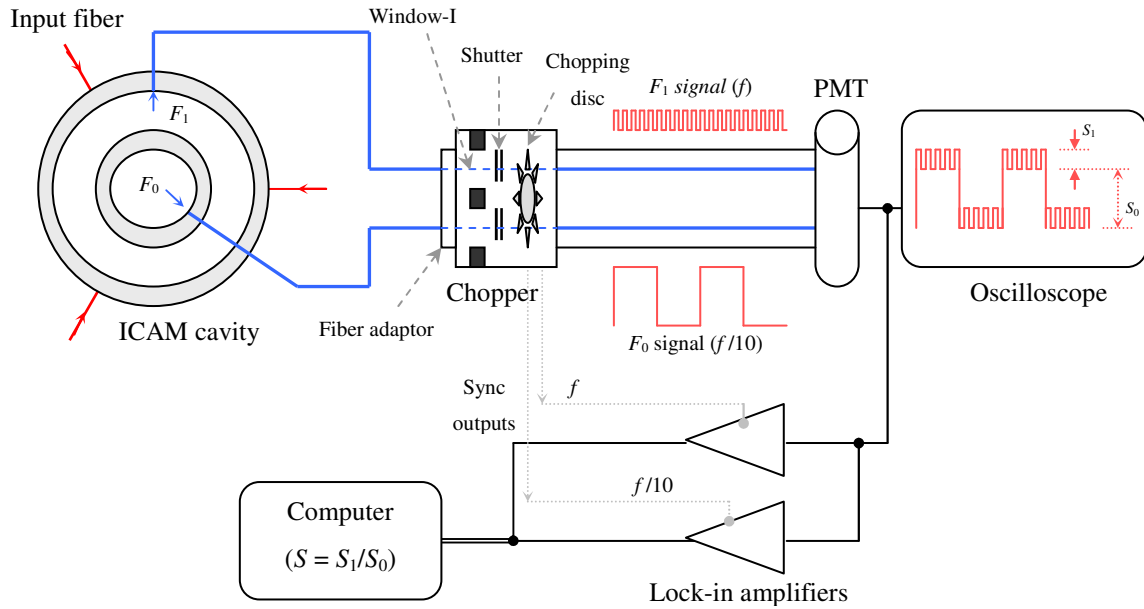 Input fiber
Window-I
Shutter
Chopping
disc
F₁ signal (f)
PMT
S₁
S₀
F₁
F₀
Chopper
Oscilloscope
ICAM cavity
Fiber adaptor
F₀ signal (f/10)
Sync
outputs
f
f/10
Computer
(S = S₁/S₀)
Lock-in amplifiers